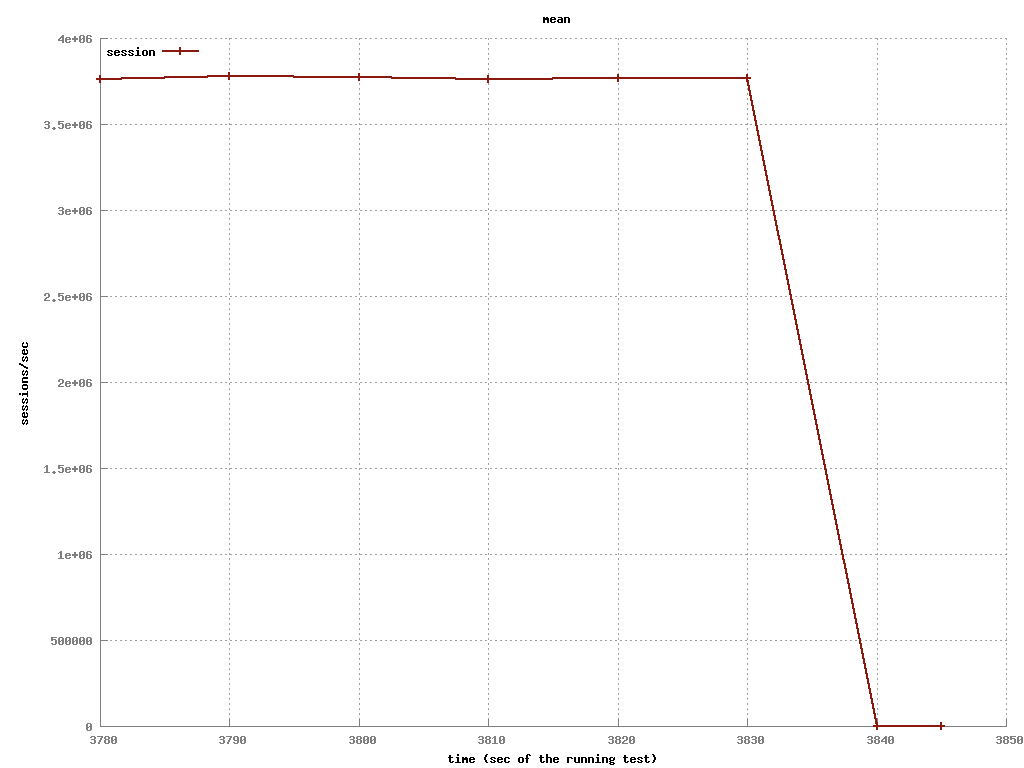 mean
session
4e+06
3.5e+06
3e+06
2.5e+06
2e+06
1.5e+06
1e+06
500000
0
sessions/sec
3780 3790 3800 3810 3820 3830 3840 3850
time (sec of the running test)